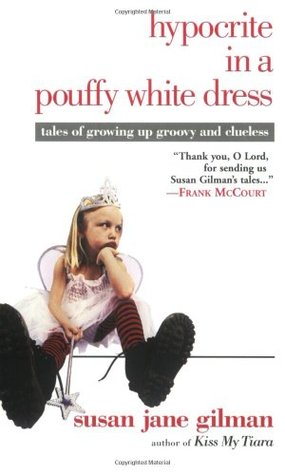 hypocrite
in a
pouffy white dress
tales of growing up groovy and clueless
“Thank you, O Lord,
for sending us
Susan Gilman’s tales...”
—FRANK MCCOURT
susan jane gilman
author of Kiss My Tiara